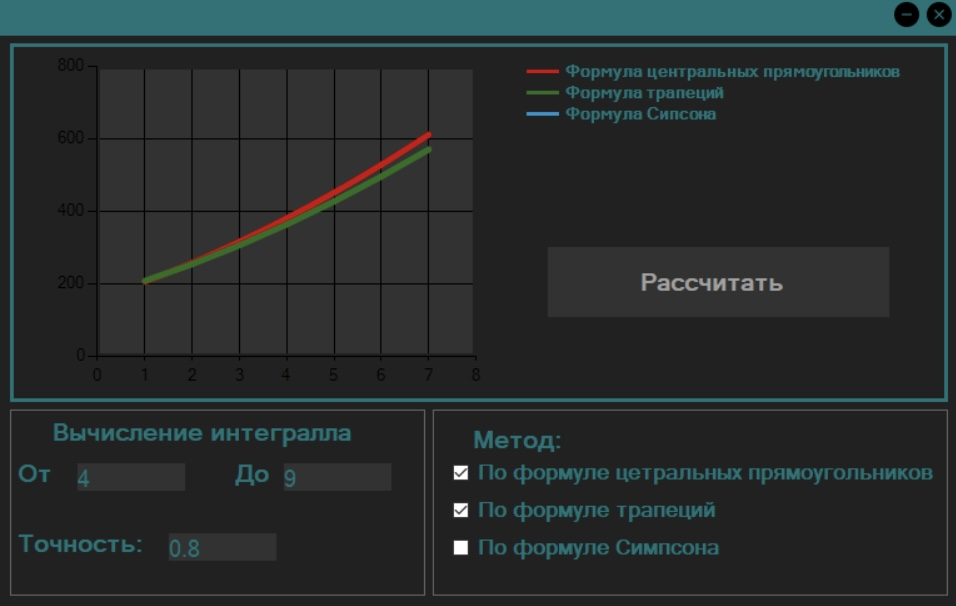 800
600
400
200
0
0 1 2 3 4 5 6 7 8
Формула центральных прямоугольников
Формула трапеций
Формула Сипсона
Рассчитать
Вычисление интегралла
От 4 До 9
Точность: 0.8
Метод:
По формуле цетральных прямоугольников
По формуле трапеций
По формуле Симпсона